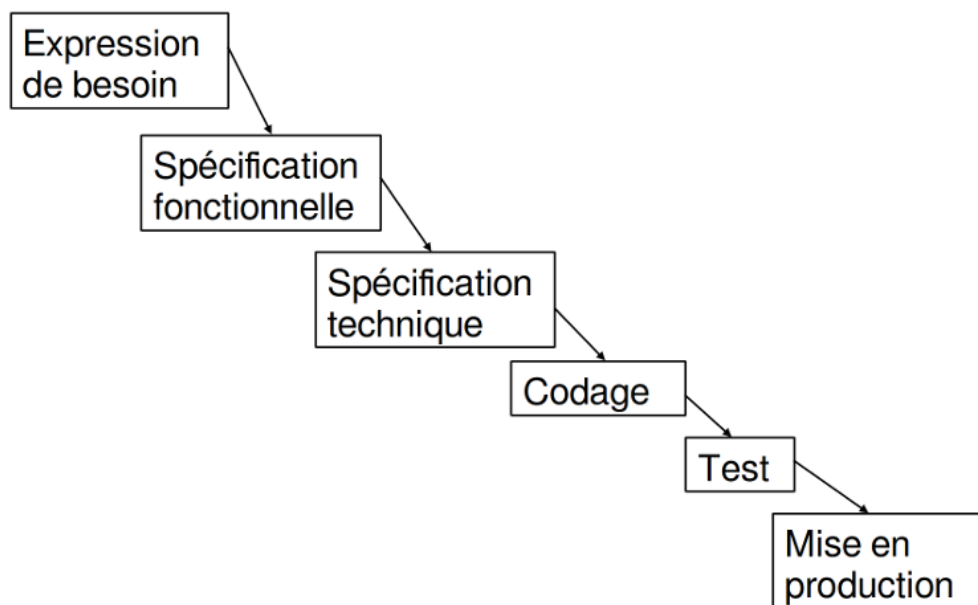 Expression
de besoin
Spécification
fonctionnelle
Spécification
technique
Codage
Test
Mise en
production